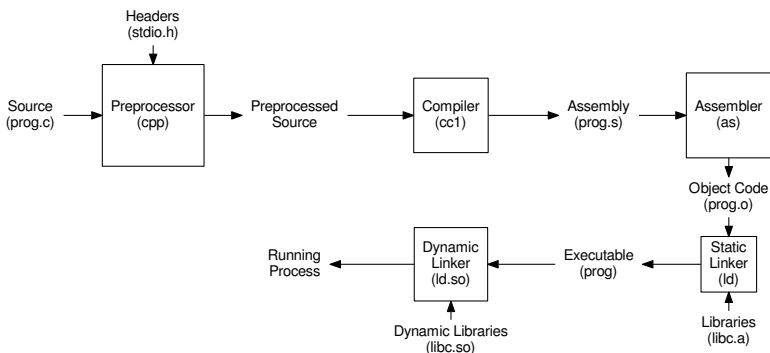 Headers
(stdio.h)
Source
(prog.c)
Preprocessor
(cpp)
Preprocessed
Source
Compiler
(cc1)
Assembly
(prog.s)
Assembler
(as)
Object Code
(prog.o)
Running
Process
Dynamic
Linker
(ld.so)
Executable
(prog)
Static
Linker
(ld)
Dynamic Libraries
(libc.so)
Libraries
(libc.a)